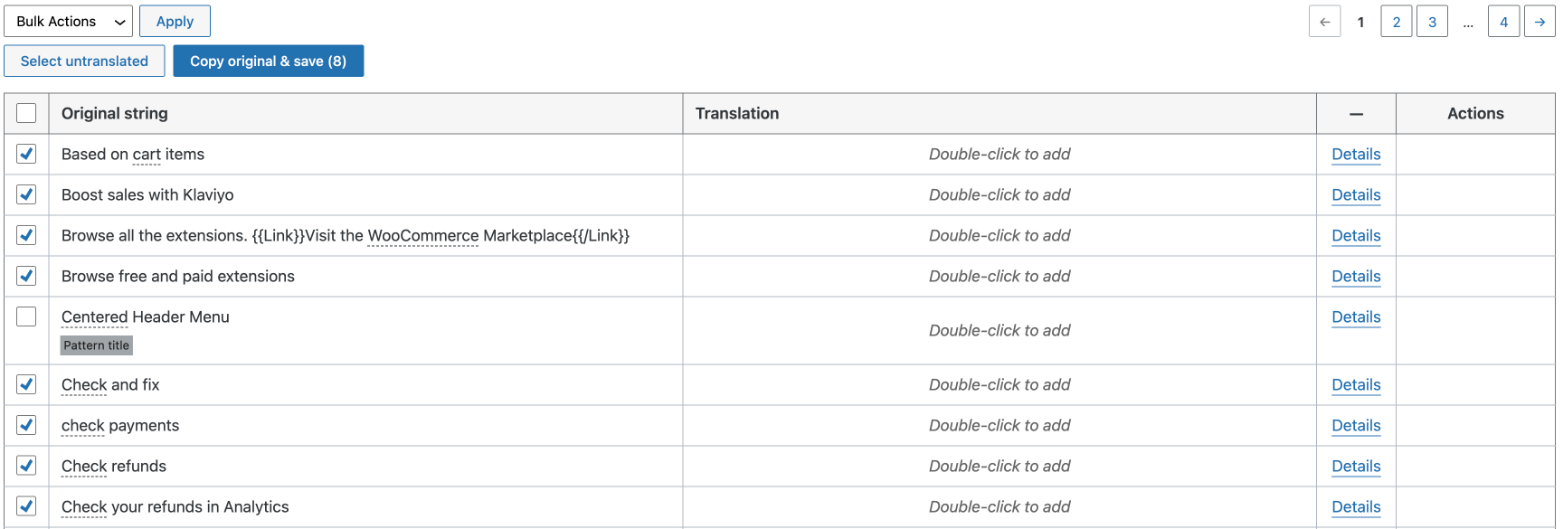 Bulk Actions Apply ← 1 2 3 ... 4 →
Select untranslated Copy original & save (8)
Original string Translation — Actions
Based on cart items Double-click to add Details
Boost sales with Klaviyo Double-click to add Details
Browse all the extensions. {{Link}}Visit the WooCommerce Marketplace{{/Link}} Double-click to add Details
Browse free and paid extensions Double-click to add Details
Centered Header Menu Double-click to add Details
Pattern title
Check and fix Double-click to add Details
check payments Double-click to add Details
Check refunds Double-click to add Details
Check your refunds in Analytics Double-click to add Details